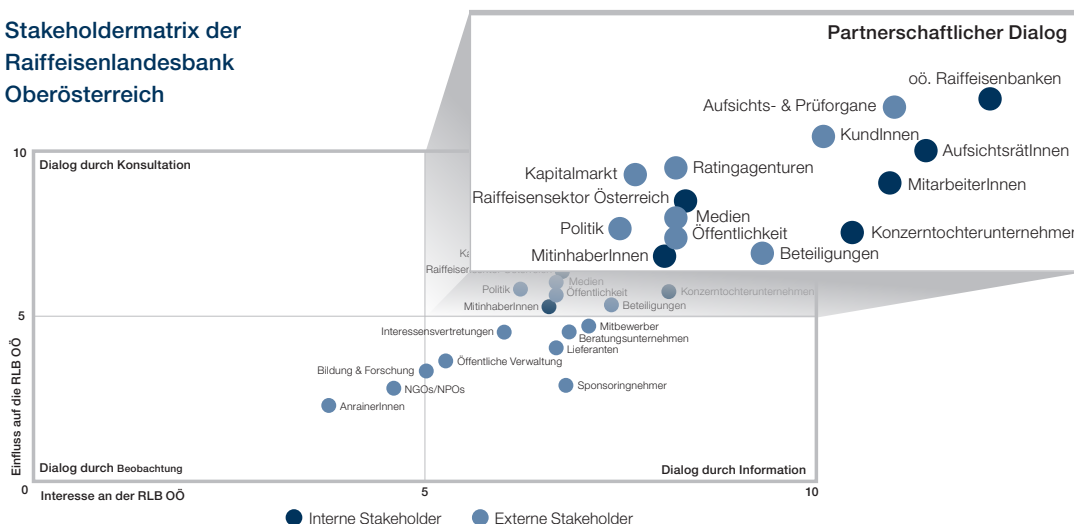 Stakeholdermatrix der
Raiffeisenlandesbank
Oberösterreich
Partnerschaftlicher Dialog
oö. Raiffeisenbanken
Aufsichts- & Prüforgane
KundInnen
AufsichtsrätInnen
Ratingagenturen
Kapitalmarkt
MitarbeiterInnen
Raiffeisensektor Österreich
Medien
Politik
Öffentlichkeit
Konzerntochterunternehmen
MitinhaberInnen
Beteiligungen
10
Dialog durch Konsultation
Ka
Raiffeisensektor Österreich
Medien
Politik
Öffentlichkeit
Konzerntochterunternehmen
MitinhaberInnen
Beteiligungen
5
Mitbewerber
Interessensvertretungen
Beratungsunternehmen
Lieferanten
Öffentliche Verwaltung
Bildung & Forschung
Sponsoringnehmer
NGOs/NPOs
AnrainerInnen
Einfluss auf die RLB OÖ
Dialog durch Beobachtung
Dialog durch Information
0
Interesse an der RLB OÖ
5
10
Interne Stakeholder
Externe Stakeholder